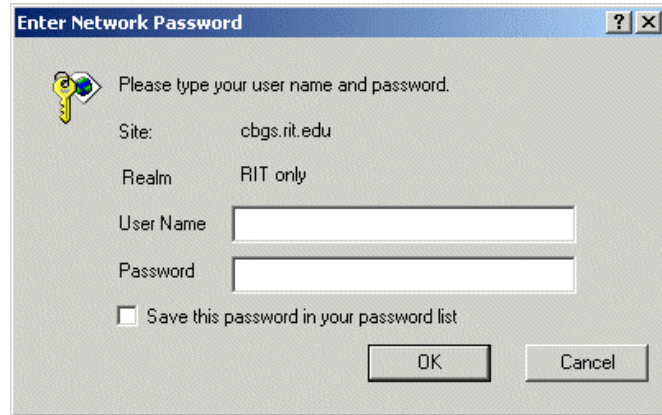 Enter Network Password
Please type your user name and password.
Site: cbgs.rit.edu
Realm RIT only
User Name
Password
Save this password in your password list
OK Cancel